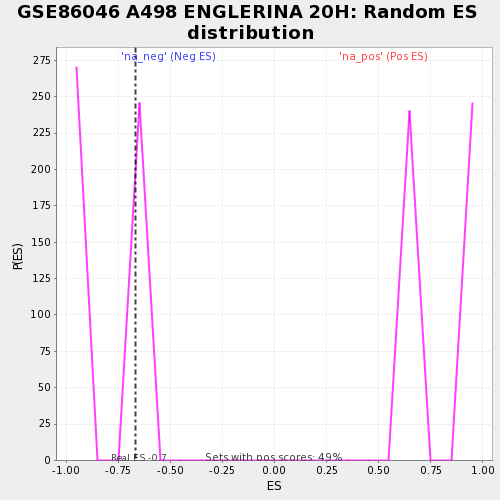 GSE86046 A498 ENGLERINA 20H: Random ES
distribution
'na_neg' (Neg ES)
'na_pos' (Pos ES)
275
250
225
200
175
150
125
100
75
50
25
0
P(ES)
Real ES -0.7
Sets with pos scores: 49%
-1.00 -0.75 -0.50 -0.25 0.00 0.25 0.50 0.75 1.00
ES